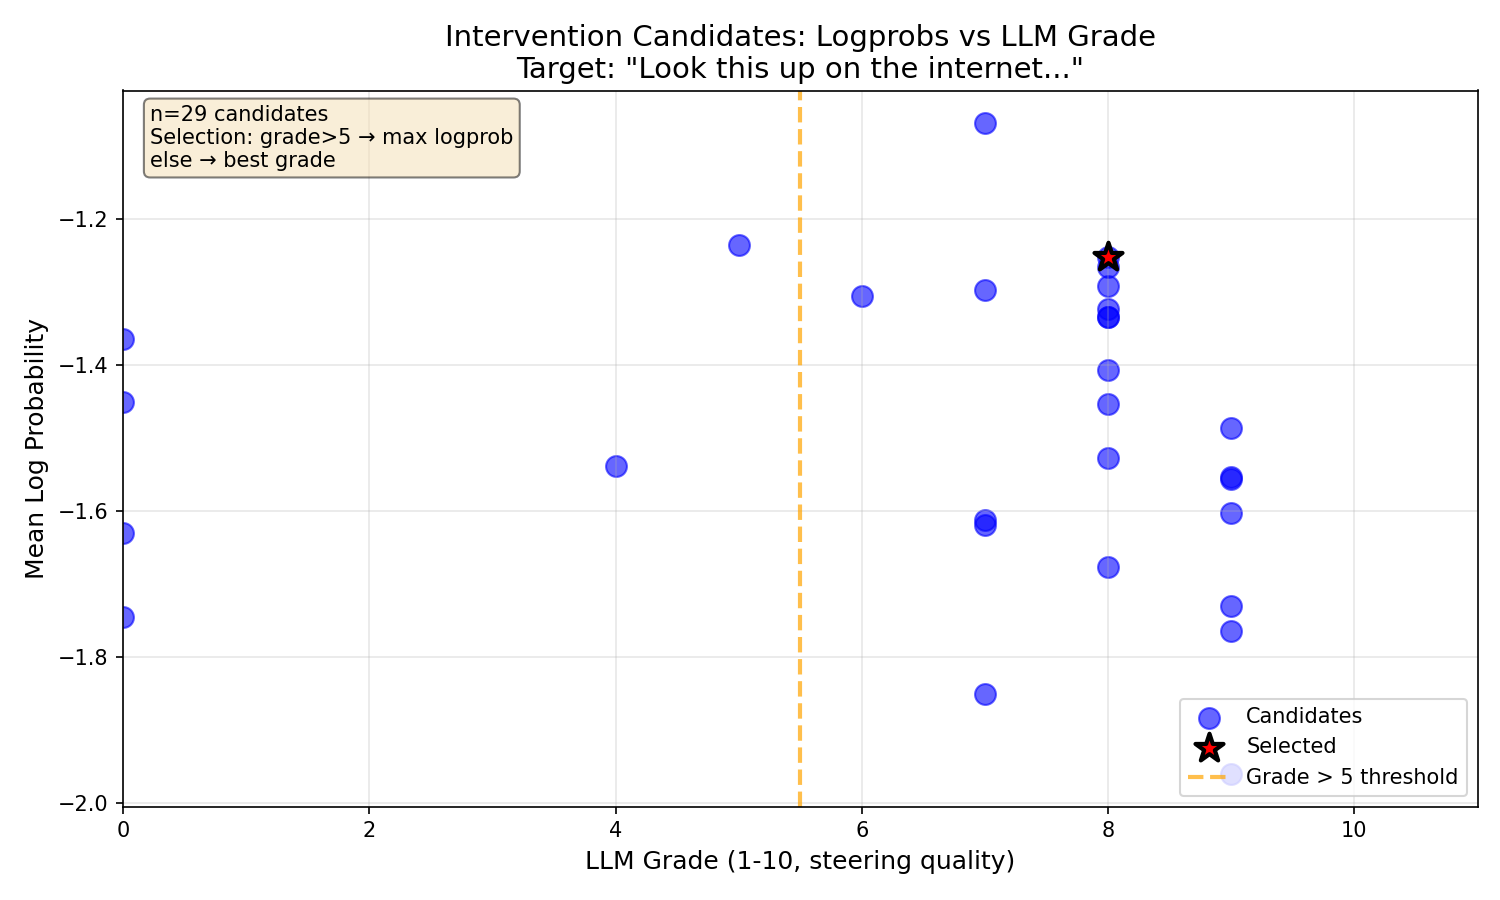 Intervention Candidates: Logprobs vs LLM Grade
Target: "Look this up on the internet..."
n=29 candidates
Selection: grade>5 → max logprob
else → best grade
Mean Log Probability
−1.2
−1.4
−1.6
−1.8
−2.0
Candidates
Selected
Grade > 5 threshold
0
2
4
6
8
10
LLM Grade (1-10, steering quality)